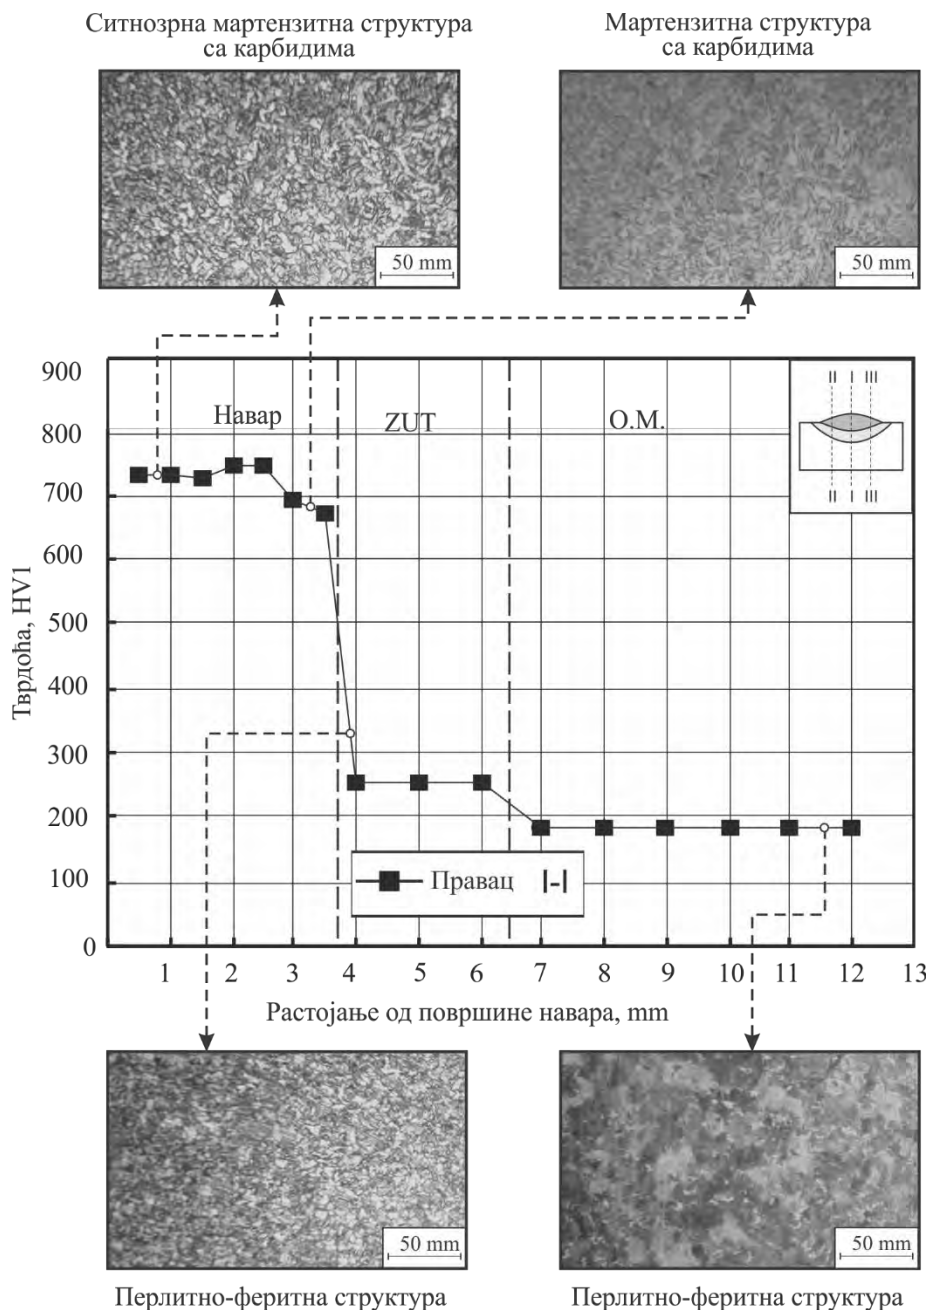 Ситнозрна мартензитна структура
са карбидима
Мартензитна структура
са карбидима
50 mm
50 mm
900
800
700
600
500
400
300
200
100
0
Тврдоћа, HV1
Навар
ZUT
О.М.
II I III
II I III
Правац I-I
1 2 3 4 5 6 7 8 9 10 11 12 13
Растојање од површине навара, mm
50 mm
50 mm
Перлитно-феритна структура
Перлитно-феритна структура